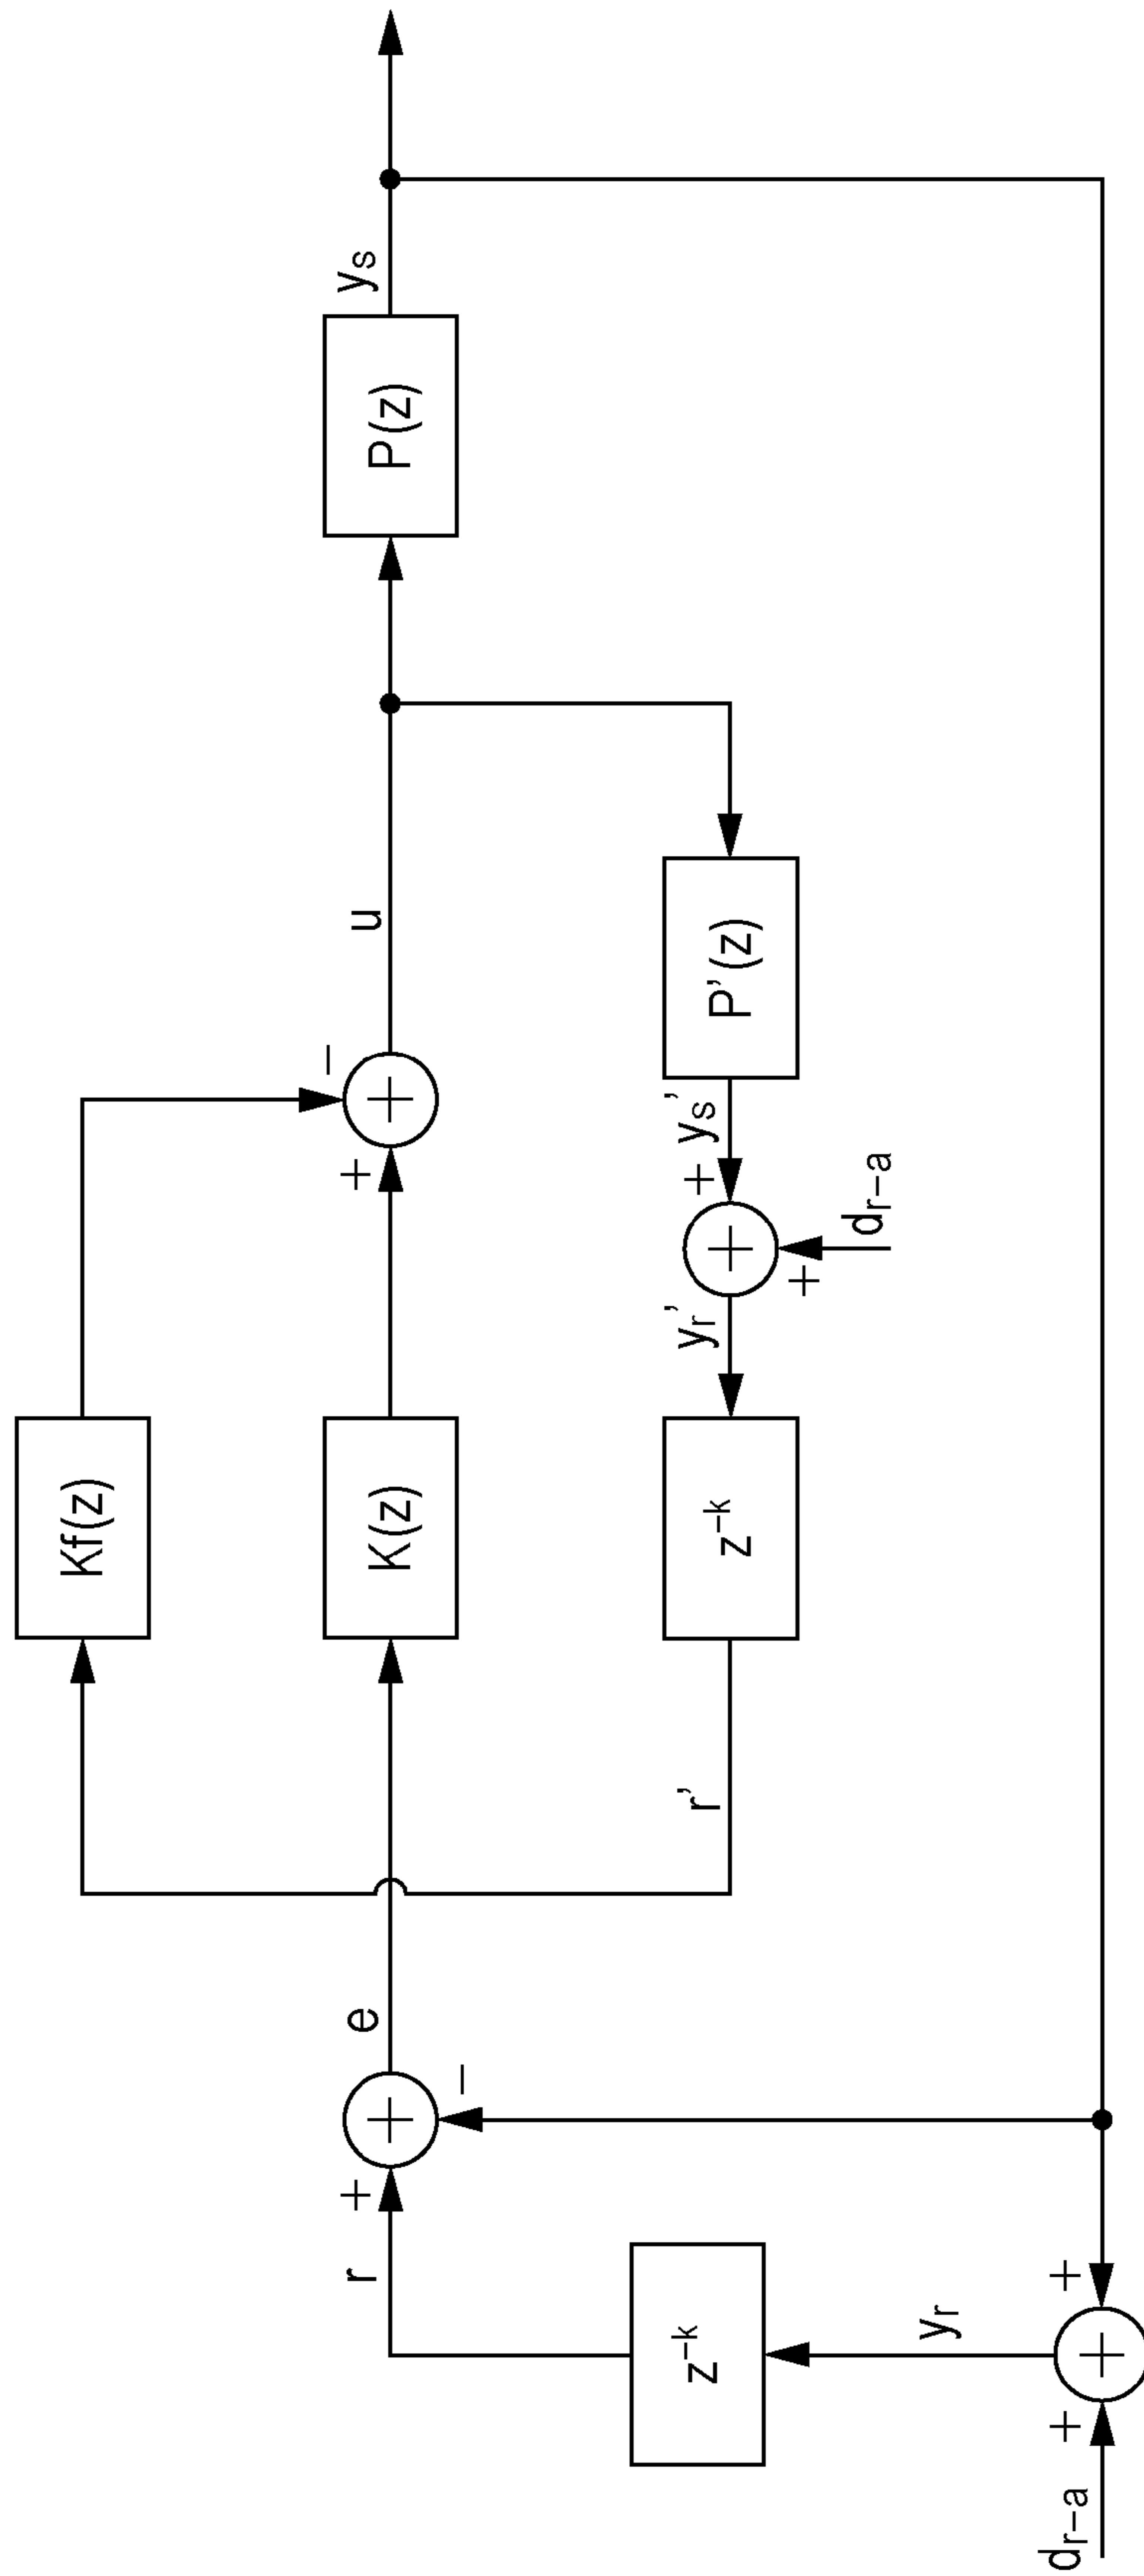 Kf(z)
r
+
e
−
K(z)
+
−
u
P(z)
ys
z−k
r’
z−k
yr’
+
ys’
P’(z)
+
dr−a
yr
dr−a
+
+